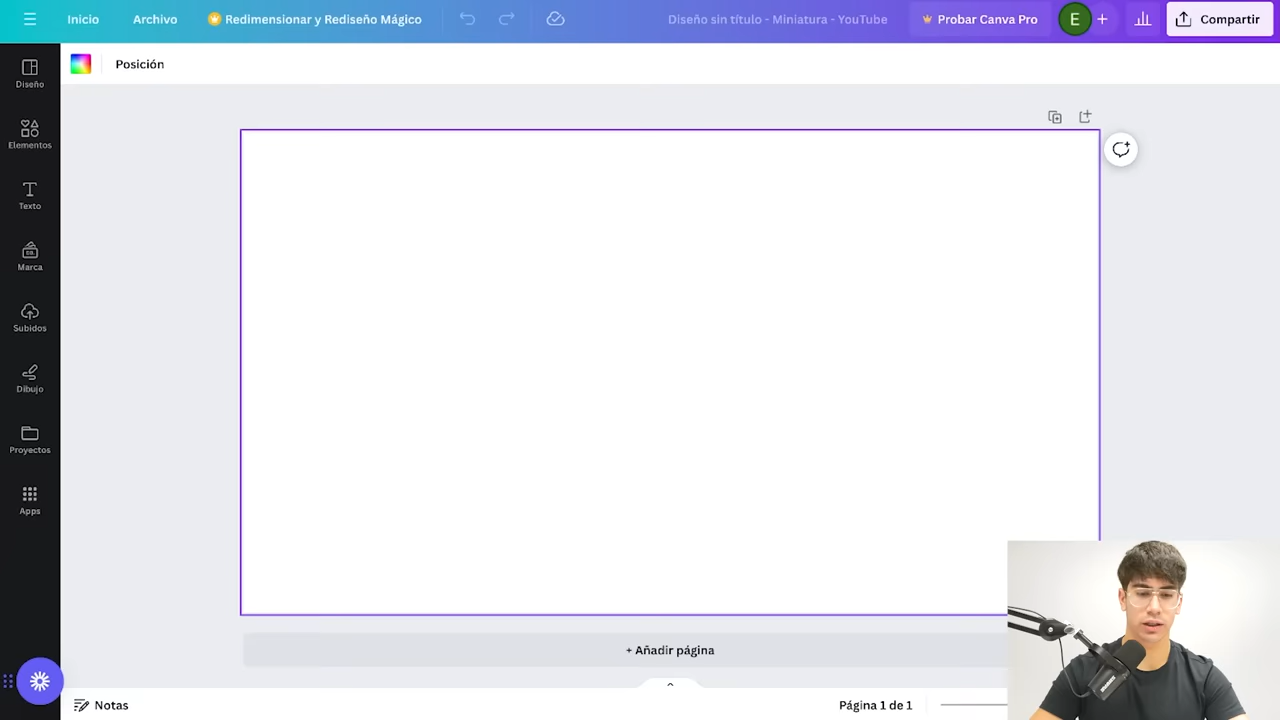 Inicio
Archivo
Redimensionar y Rediseño Mágico
Diseño sin título - Miniatura - YouTube
Probar Canva Pro
E
+
Compartir
Posición
Diseño
Elementos
Texto
Marca
Subidos
Dibujo
Proyectos
Apps
+ Añadir página
Notas
Página 1 de 1